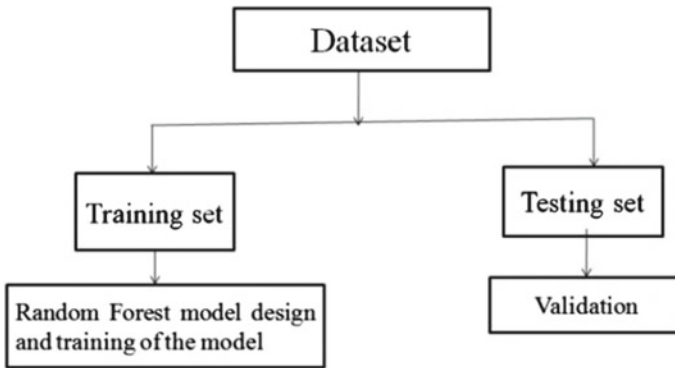 Dataset
Training set
Testing set
Random Forest model design
and training of the model
Validation